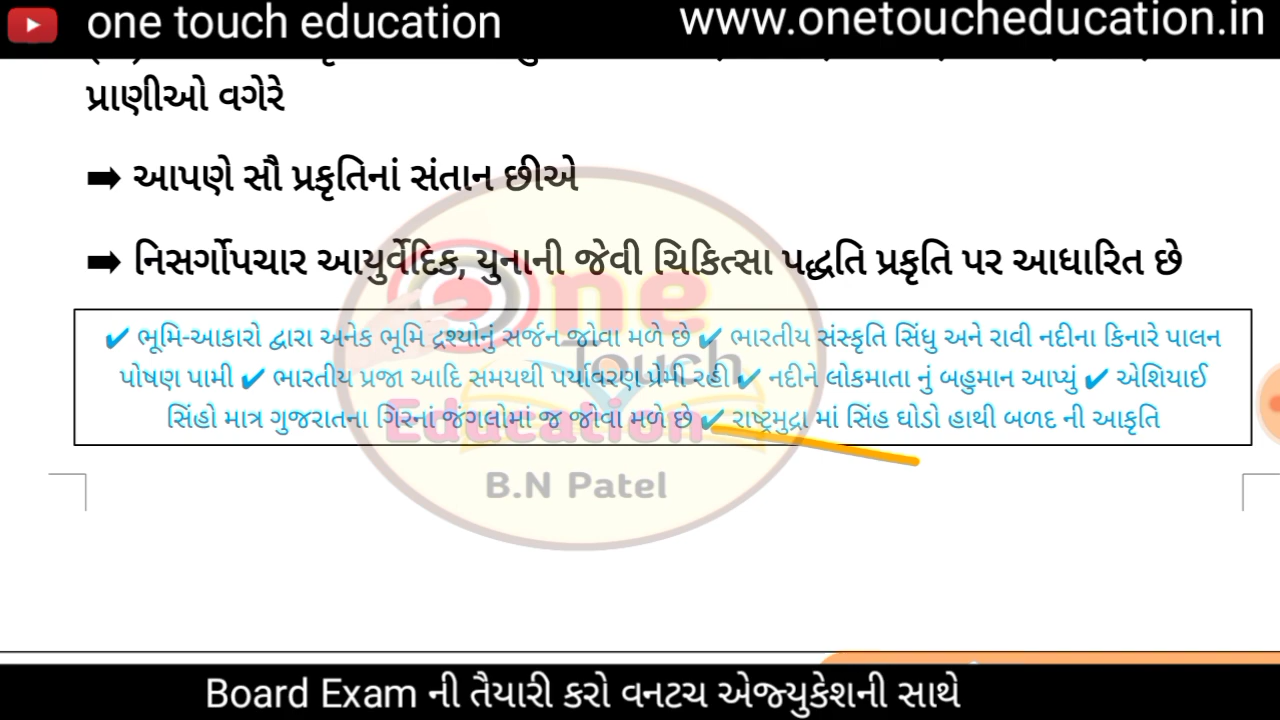 one touch education
www.onetoucheducation.in
પ્રાણીઓ વગેરે
➡ આપણે સૌ પ્રકૃતિનાં સંતાન છીએ
➡ નિસર્ગોપચાર આયુર્વેદિક, યુનાની જેવી ચિકિત્સા પદ્ધતિ પ્રકૃતિ પર આધારિત છે
✔ ભૂમિ-આકારો દ્વારા અનેક ભૂમિ દ્રશ્યોનું સર્જન જોવા મળે છે ✔ ભારતીય સંસ્કૃતિ સિંધુ અને રાવી નદીના કિનારે પાલન
પોષણ પામી ✔ ભારતીય પ્રજા આદિ સમયથી પર્યાવરણ પ્રેમી રહી ✔ નદીને લોકમાતા નું બહુમાન આપ્યું ✔ એશિયાઈ
સિંહો માત્ર ગુજરાતના ગિરનાં જંગલોમાં જ જોવા મળે છે ✔ રાષ્ટ્રમુદ્રા માં સિંહ ઘોડો હાથી બળદ ની આકૃતિ
One
Touch
Education
B.N Patel
Board Exam ની તૈયારી કરો વનટચ એજ્યુકેશની સાથે